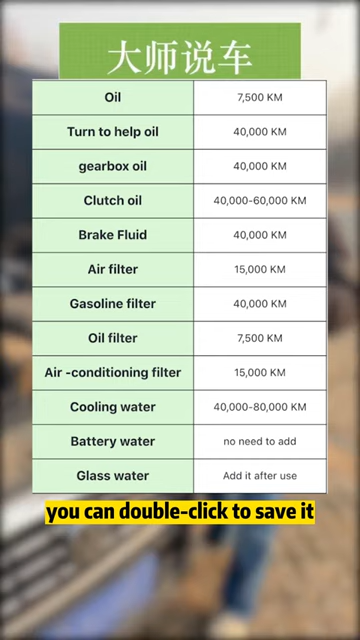 大师说车
Oil 7,500 KM
Turn to help oil 40,000 KM
gearbox oil 40,000 KM
Clutch oil 40,000-60,000 KM
Brake Fluid 40,000 KM
Air filter 15,000 KM
Gasoline filter 40,000 KM
Oil filter 7,500 KM
Air -conditioning filter 15,000 KM
Cooling water 40,000-80,000 KM
Battery water no need to add
Glass water Add it after use
you can double-click to save it